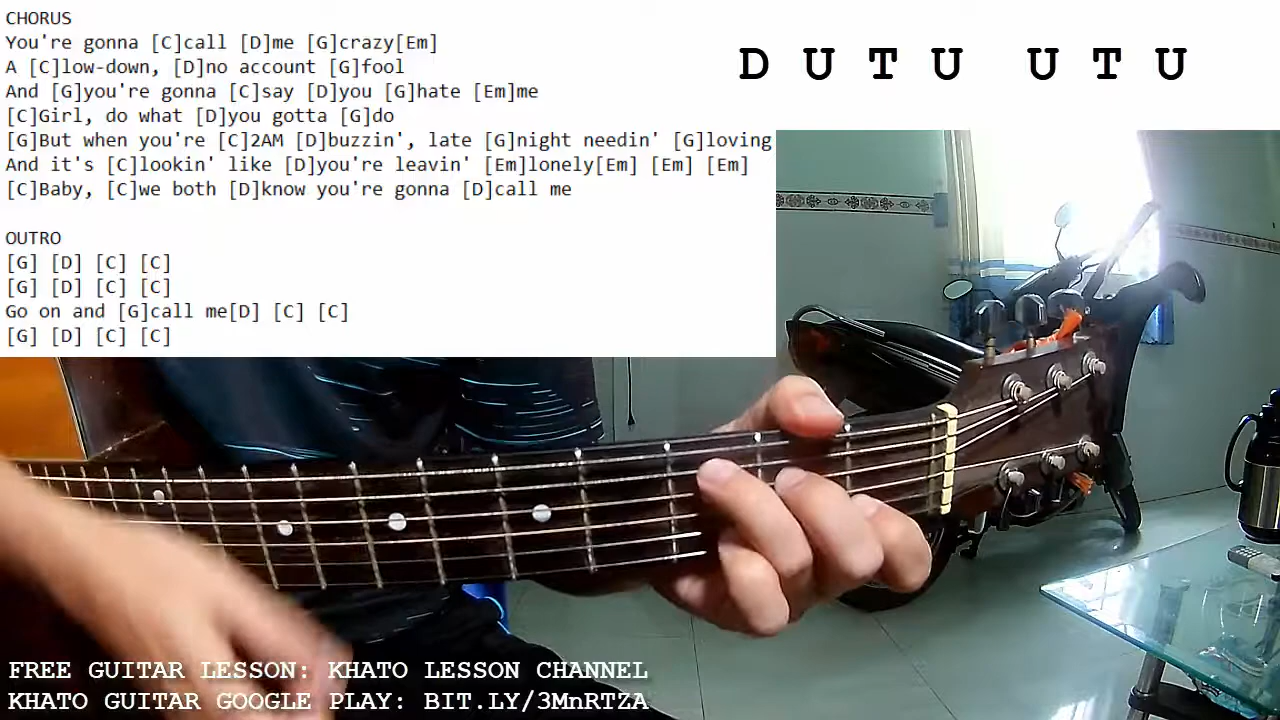 CHORUS
You're gonna [C]call [D]me [G]crazy[Em]
A [C]low-down, [D]no account [G]fool
And [G]you're gonna [C]say [D]you [G]hate [Em]me
[C]Girl, do what [D]you gotta [G]do
[G]But when you're [C]2AM [D]buzzin', late [G]night needin' [G]loving
And it's [C]lookin' like [D]you're leavin' [Em]lonely[Em] [Em] [Em]
[C]Baby, [C]we both [D]know you're gonna [D]call me
OUTRO
[G] [D] [C] [C]
[G] [D] [C] [C]
Go on and [G]call me[D] [C] [C]
[G] [D] [C] [C]
D U T U U T U
FREE GUITAR LESSON: KHATO LESSON CHANNEL
KHATO GUITAR GOOGLE PLAY: BIT.LY/3MnRTZA